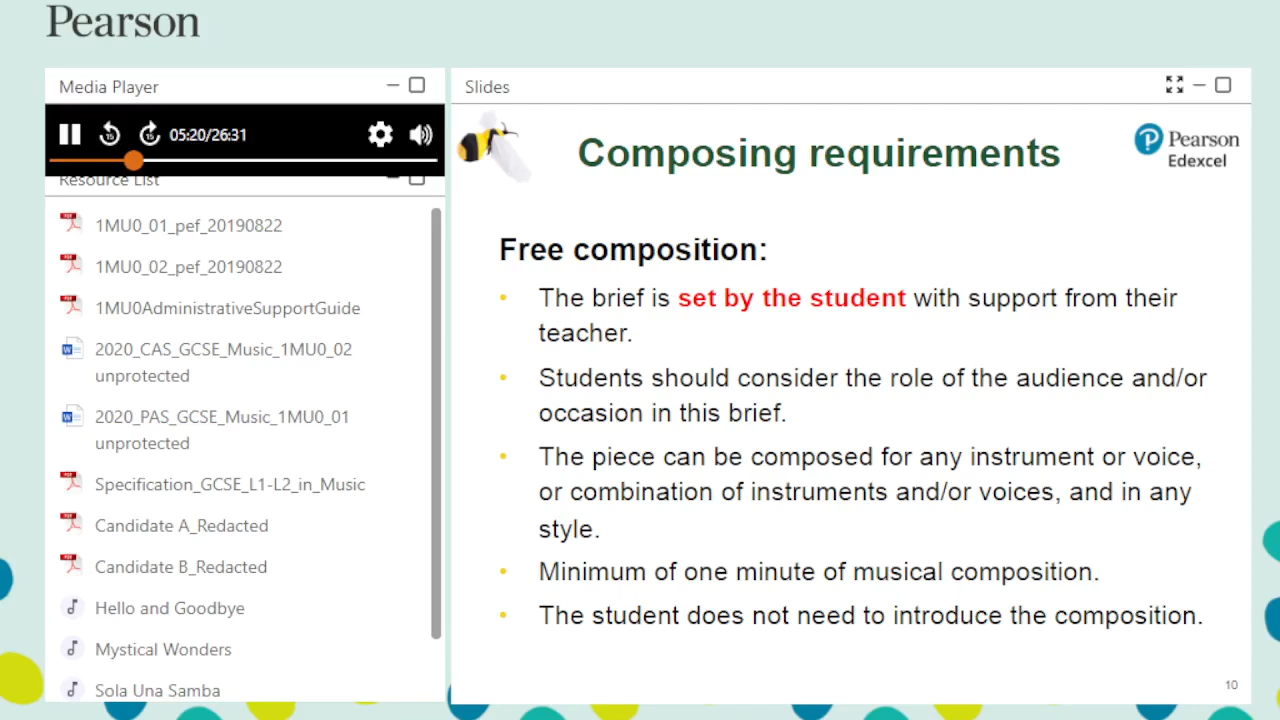 Pearson
Media Player
05:20/26:31
Resource List
1MU0_01_pef_20190822
1MU0_02_pef_20190822
1MU0AdministrativeSupportGuide
2020_CAS_GCSE_Music_1MU0_02
unprotected
2020_PAS_GCSE_Music_1MU0_01
unprotected
Specification_GCSE_L1-L2_in_Music
Candidate A_Redacted
Candidate B_Redacted
Hello and Goodbye
Mystical Wonders
Sola Una Samba
Slides
Composing requirements
Pearson
Edexcel
Free composition:
• The brief is set by the student with support from their
teacher.
• Students should consider the role of the audience and/or
occasion in this brief.
• The piece can be composed for any instrument or voice,
or combination of instruments and/or voices, and in any
style.
• Minimum of one minute of musical composition.
• The student does not need to introduce the composition.
10